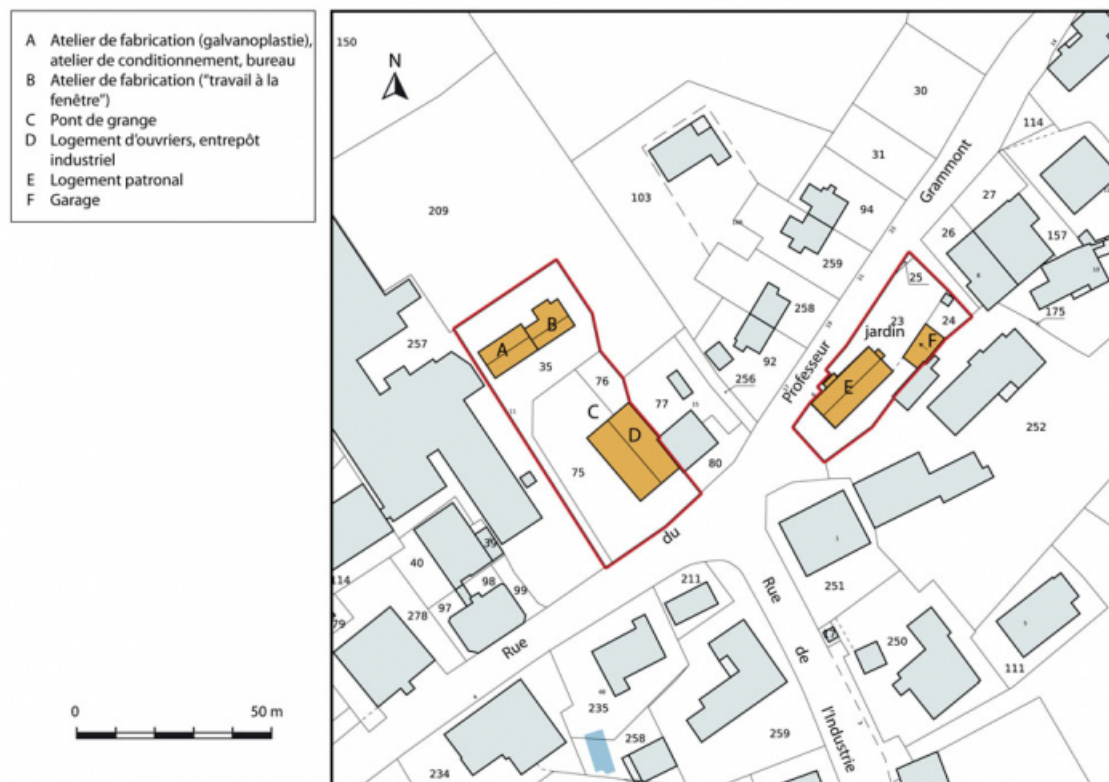 A Atelier de fabrication (galvanoplastie),
atelier de conditionnement, bureau
B Atelier de fabrication ("travail à la
fenêtre")
C Pont de grange
D Logement d'ouvriers, entrepôt
industriel
E Logement patronal
F Garage
0 50 m
150
N
30
114
31
103
27
209
94
26
157
Grammont
259
25
258
23
24
175
jardin
257
B
A
35
92
F
76
256
Professeur
E
77
C
D
252
75
80
du
39
40
98
99
211
Rue
251
114
97
278
79
Rue
250
de
111
235
258
259
l'Industrie
234